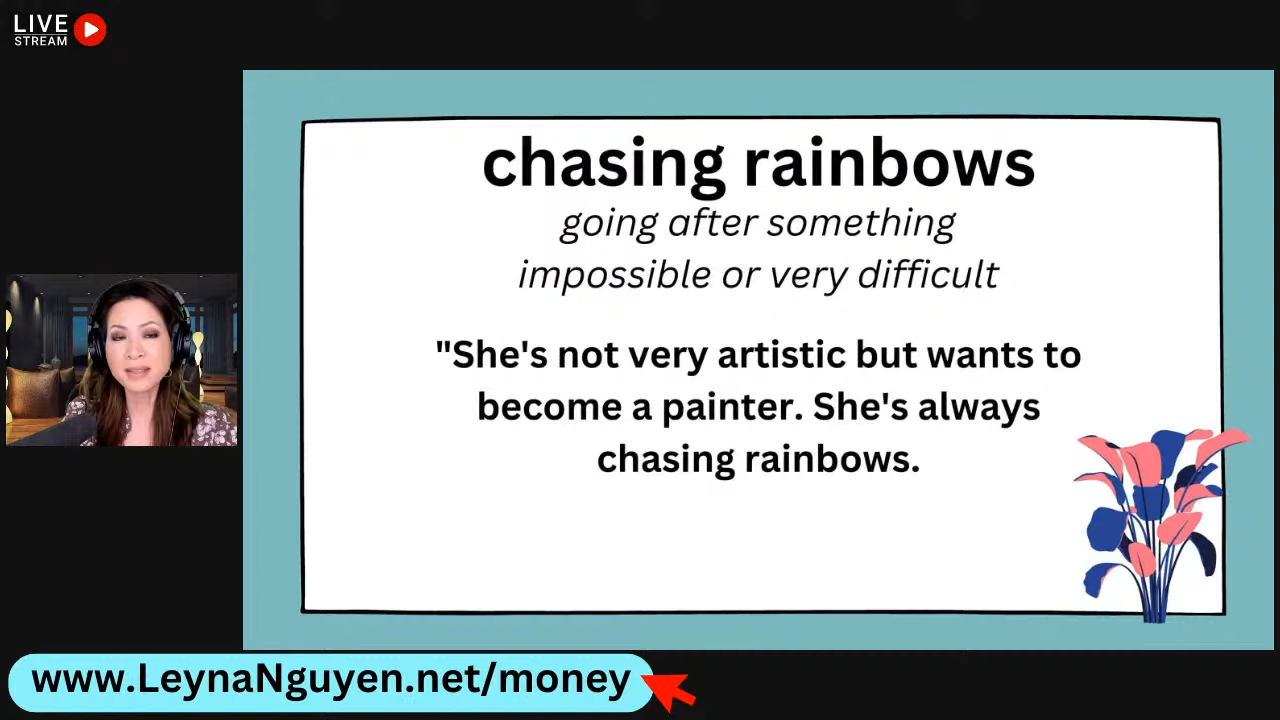 LIVE
STREAM
chasing rainbows
going after something
impossible or very difficult
"She's not very artistic but wants to
become a painter. She's always
chasing rainbows.
www.LeynaNguyen.net/money